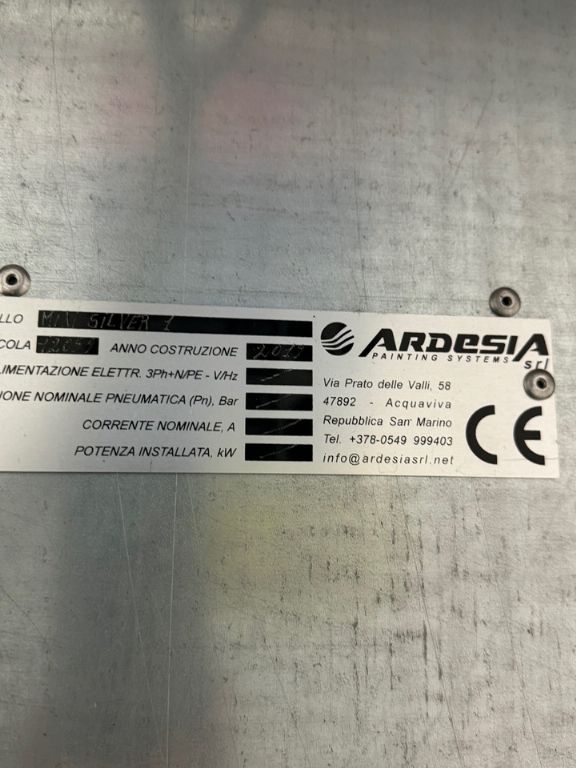 LLO SILVER 1
COLA ANNO COSTRUZIONE
LIMENTAZIONE ELETTR. 3Ph+N/PE - V/Hz
IONE NOMINALE PNEUMATICA (Pn), Bar
CORRENTE NOMINALE, A
POTENZA INSTALLATA, kW
ARDESIA
PAINTING SYSTEMS srl
Via Prato delle Valli, 58
47892 - Acquaviva
Repubblica San Marino
Tel. +378-0549 999403
info@ardesiasrl.net
CE